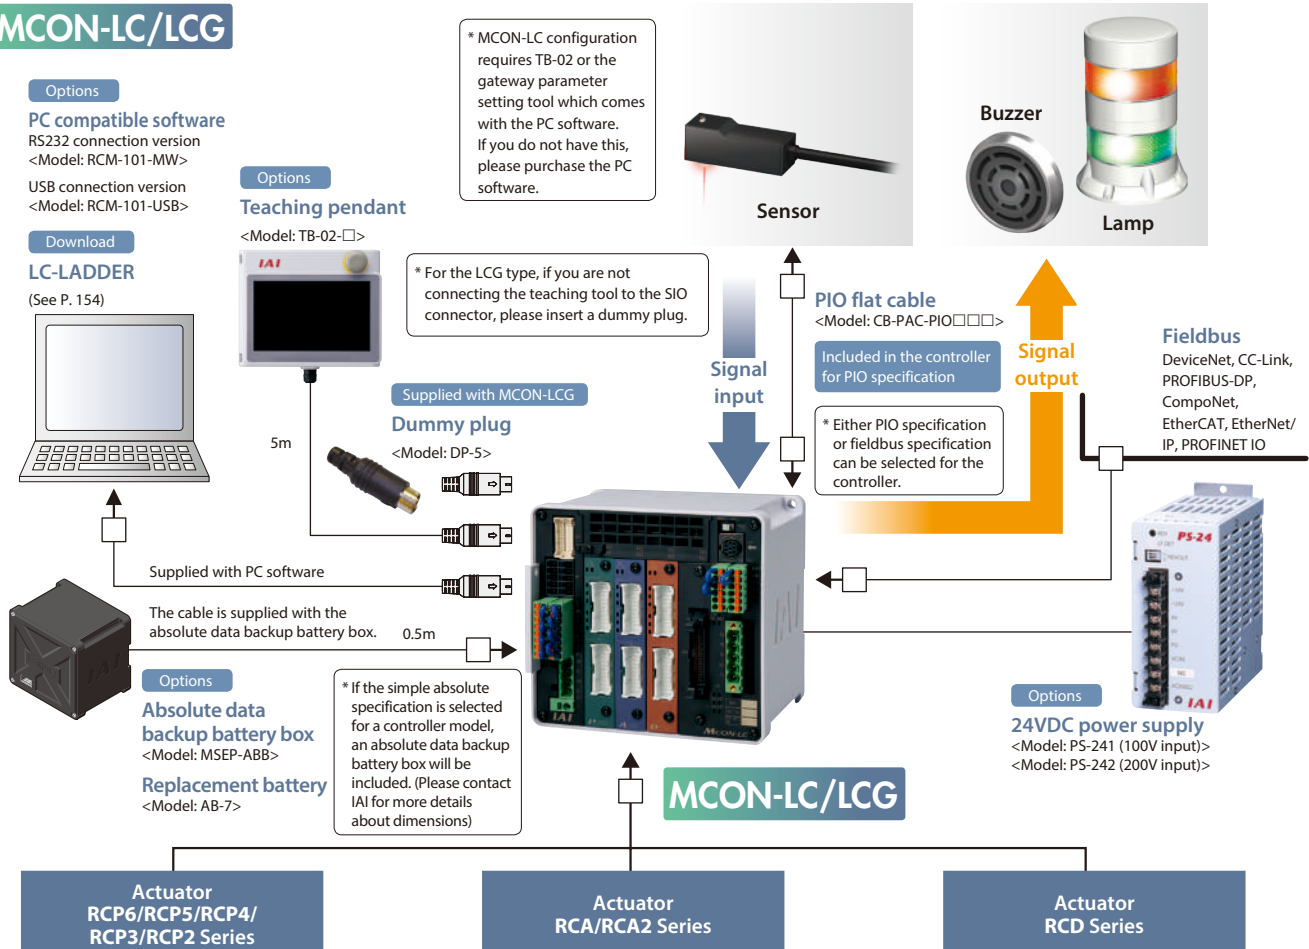 MCON-LC/LCG
Options
PC compatible software
RS232 connection version
<Model: RCM-101-MW>
USB connection version
<Model: RCM-101-USB>
Download
LC-LADDER
(See P. 154)
Options
Teaching pendant
<Model: TB-02-□>
IAI
5m
* MCON-LC configuration
requires TB-02 or the
gateway parameter
setting tool which comes
with the PC software.
If you do not have this,
please purchase the PC
software.
* For the LCG type, if you are not
connecting the teaching tool to the SIO
connector, please insert a dummy plug.
Supplied with MCON-LCG
Dummy plug
<Model: DP-5>
Sensor
Buzzer
Lamp
Signal
input
PIO flat cable
<Model: CB-PAC-PIO□□□>
Included in the controller
for PIO specification
* Either PIO specification
or fieldbus specification
can be selected for the
controller.
Signal
output
Fieldbus
DeviceNet, CC-Link,
PROFIBUS-DP,
CompoNet,
EtherCAT, EtherNet/
IP, PROFINET IO
Supplied with PC software
The cable is supplied with the
absolute data backup battery box.
0.5m
IAI
Options
Absolute data
backup battery box
<Model: MSEP-ABB>
Replacement battery
<Model: AB-7>
* If the simple absolute
specification is selected
for a controller model,
an absolute data backup
battery box will be
included. (Please contact
IAI for more details
about dimensions)
IAI
MCON-LC
PS-24
IAI
Options
24VDC power supply
<Model: PS-241 (100V input)>
<Model: PS-242 (200V input)>
MCON-LC/LCG
Actuator
RCP6/RCP5/RCP4/
RCP3/RCP2 Series
Actuator
RCA/RCA2 Series
Actuator
RCD Series